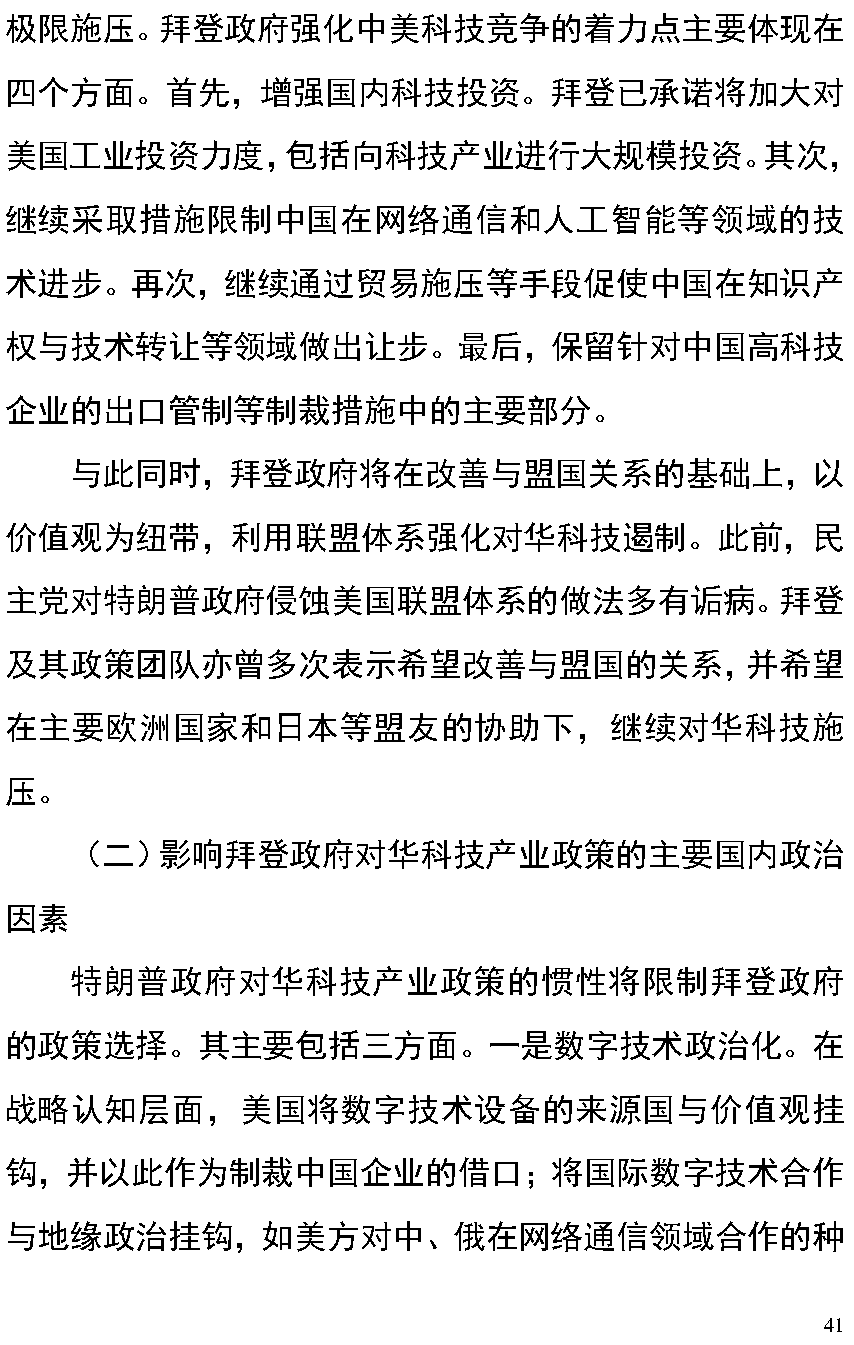 极限施压。拜登政府强化中美科技竞争的着力点主要体现在
四个方面。首先，增强国内科技投资。拜登已承诺将加大对
美国工业投资力度，包括向科技产业进行大规模投资。其次，
继续采取措施限制中国在网络通信和人工智能等领域的技
术进步。再次，继续通过贸易施压等手段促使中国在知识产
权与技术转让等领域做出让步。最后，保留针对中国高科技
企业的出口管制等制裁措施中的主要部分。
与此同时，拜登政府将在改善与盟国关系的基础上，以
价值观为纽带，利用联盟体系强化对华科技遏制。此前，民
主党对特朗普政府侵蚀美国联盟体系的做法多有诟病。拜登
及其政策团队亦曾多次表示希望改善与盟国的关系，并希望
在主要欧洲国家和日本等盟友的协助下，继续对华科技施
压。
（二）影响拜登政府对华科技产业政策的主要国内政治
因素
特朗普政府对华科技产业政策的惯性将限制拜登政府
的政策选择。其主要包括三方面。一是数字技术政治化。在
战略认知层面，美国将数字技术设备的来源国与价值观挂
钩，并以此作为制裁中国企业的借口；将国际数字技术合作
与地缘政治挂钩，如美方对中、俄在网络通信领域合作的种
41